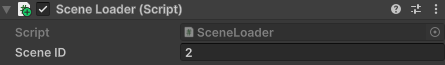 Scene Loader (Script)
Script SceneLoader
Scene ID 2